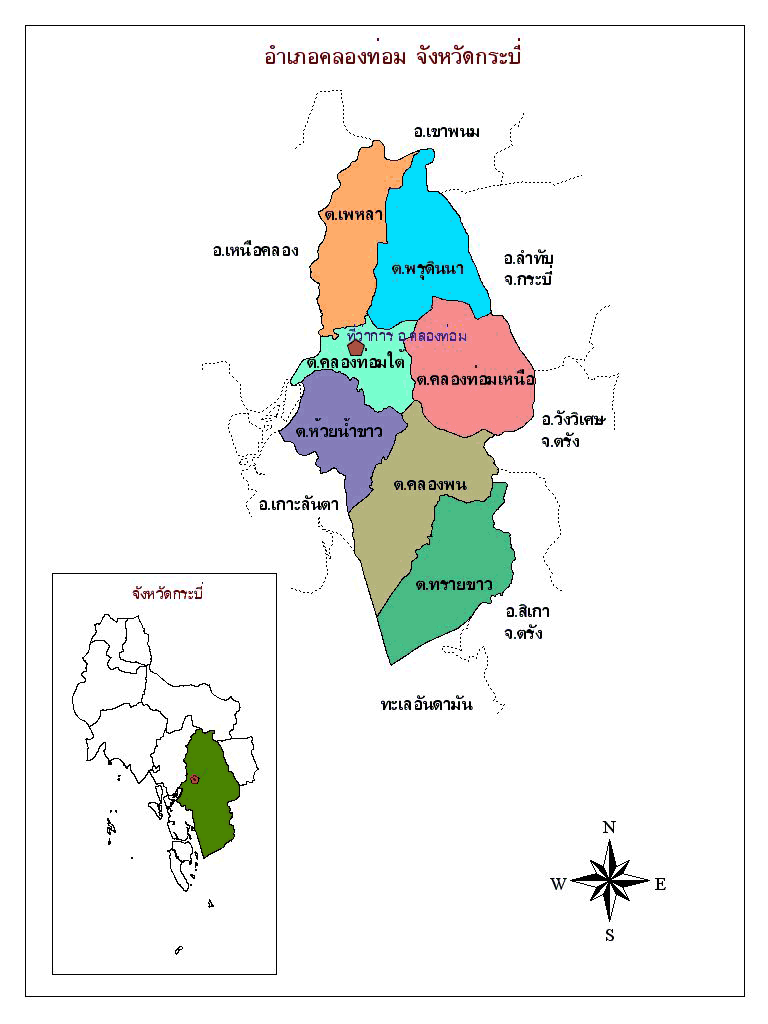 อำเภอคลองท่อม จังหวัดกระบี่
อ.เขาพนม
ต.เพหลา
อ.เหนือคลอง
อ.ลำทับ
จ.กระบี่
ต.พรุดินนา
ที่ว่าการ อ.คลองท่อม
ต.คลองท่อมใต้
ต.คลองท่อมเหนือ
อ.วังวิเศษ
จ.ตรัง
ต.ห้วยน้ำขาว
ต.คลองพน
อ.เกาะลันตา
ต.ทรายขาว
อ.สิเกา
จ.ตรัง
ทะเลอันดามัน
จังหวัดกระบี่
N
W
E
S